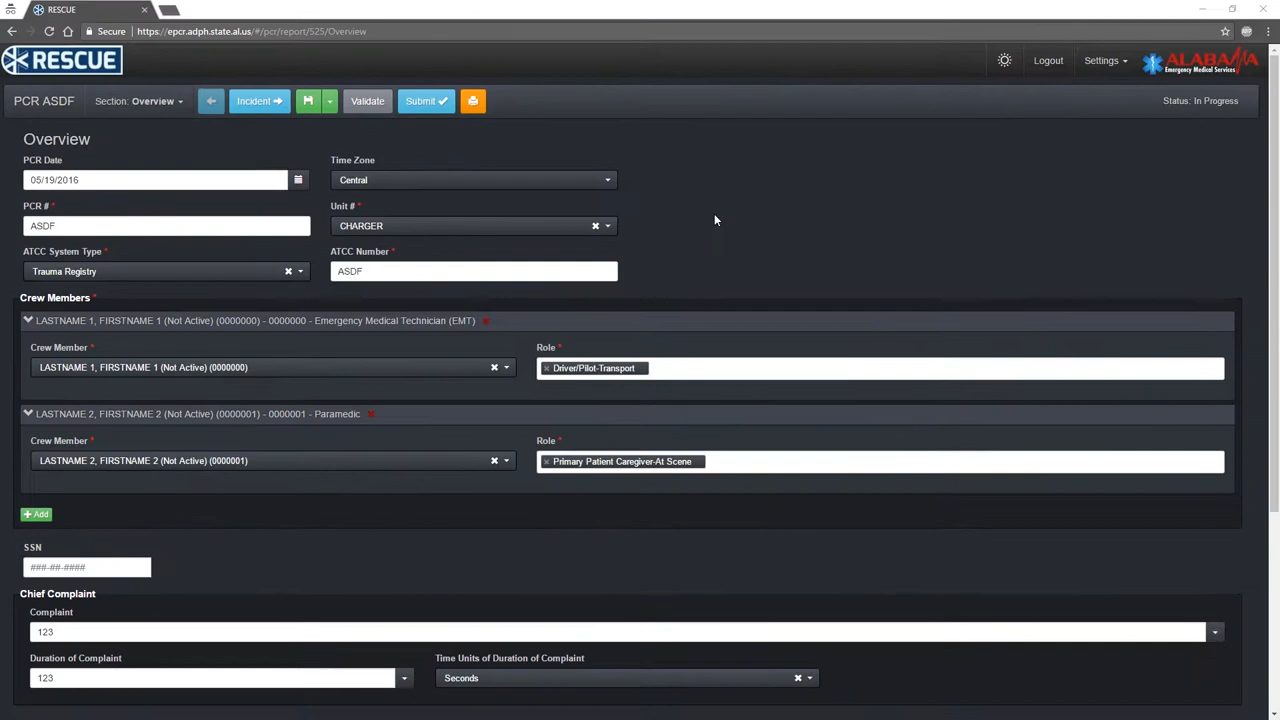 RESCUE
Secure https://epcr.adph.state.al.us/#/pcr/report/525/Overview
RESCUE
Logout
Settings
ALABAMA
Emergency Medical Services
PCR ASDF
Section: Overview
Incident
Validate
Submit
Status: In Progress
Overview
PCR Date
Time Zone
05/19/2016
Central
PCR # *
Unit # *
ASDF
CHARGER
ATCC System Type *
ATCC Number *
Trauma Registry
ASDF
Crew Members *
LASTNAME 1, FIRSTNAME 1 (Not Active) (0000000) - 0000000 - Emergency Medical Technician (EMT)
Crew Member *
Role *
LASTNAME 1, FIRSTNAME 1 (Not Active) (0000000)
Driver/Pilot-Transport
LASTNAME 2, FIRSTNAME 2 (Not Active) (0000001) - 0000001 - Paramedic
Crew Member *
Role *
LASTNAME 2, FIRSTNAME 2 (Not Active) (0000001)
Primary Patient Caregiver-At Scene
Add
SSN
###-##-####
Chief Complaint
Complaint
123
Duration of Complaint
Time Units of Duration of Complaint
123
Seconds